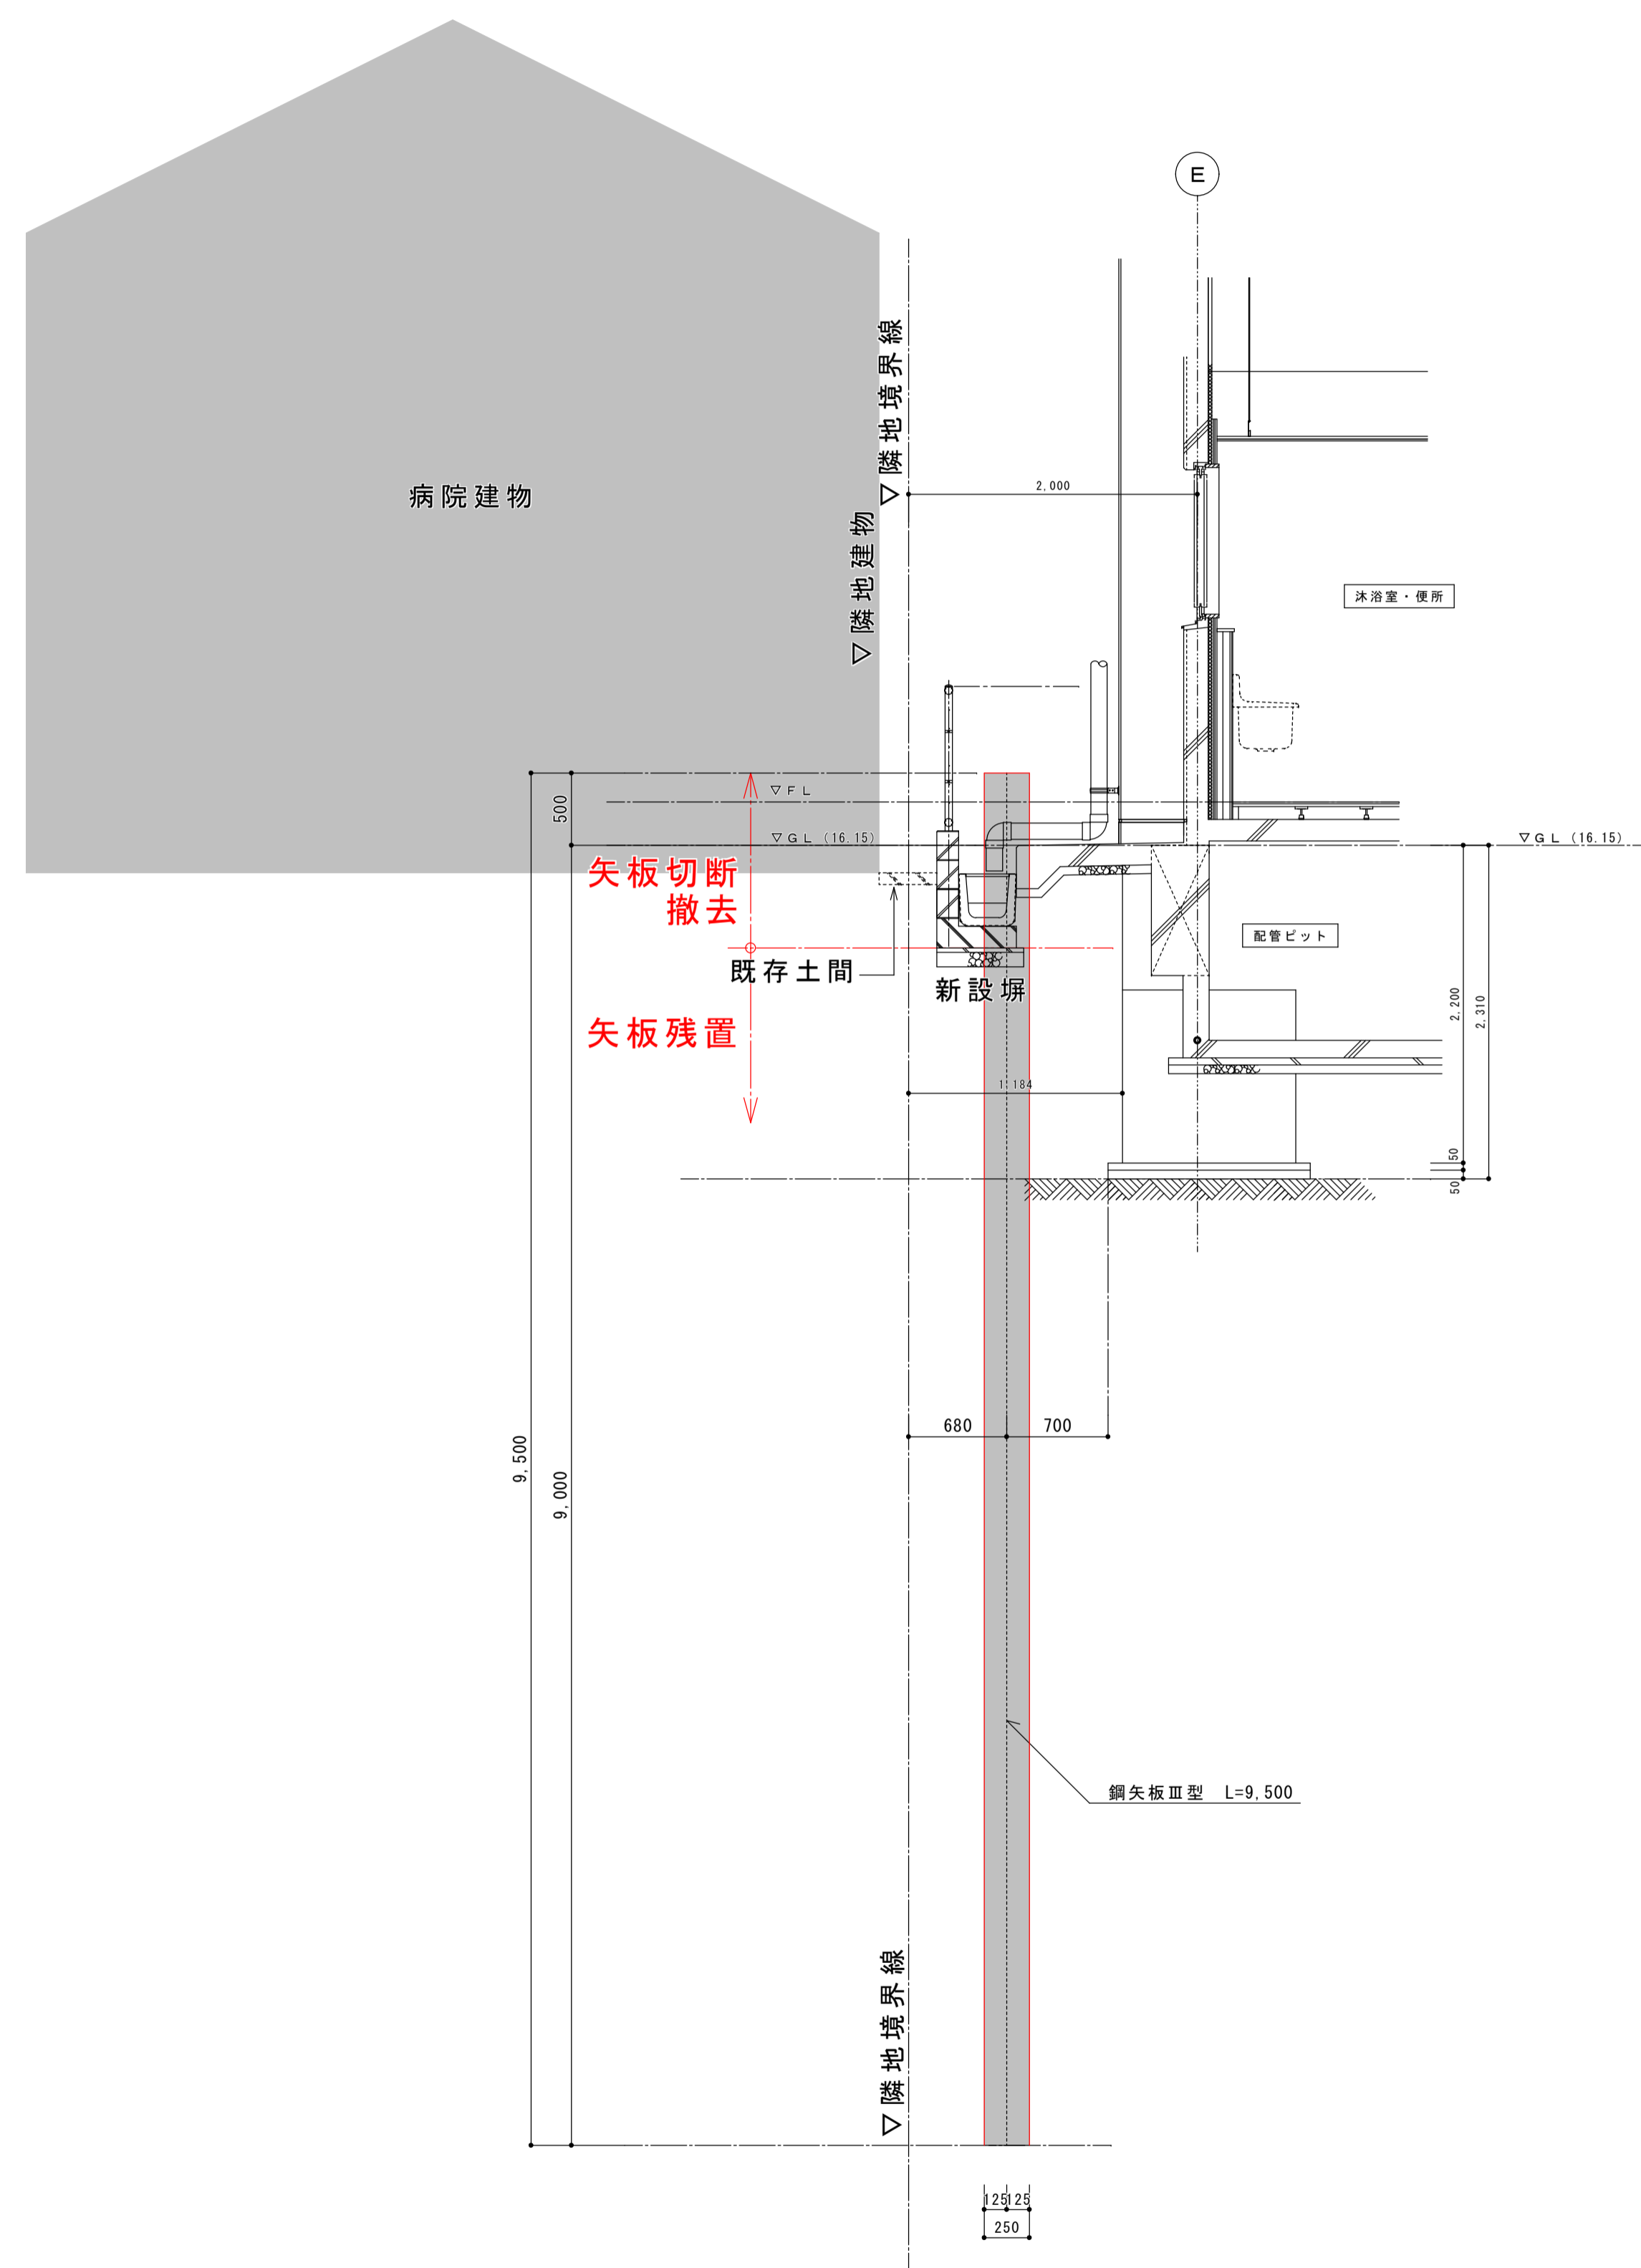 E
▽隣地境界線
2,000
病院建物
▽隣地建物
沐浴室・便所
500
▽FL
▽GL (16.15)
▽GL (16.15)
矢板切断
撤去
配管ピット
既存土間
新設塀
2,200
2,310
矢板残置
1,184
50
50
680
700
9,500
9,000
鋼矢板Ⅲ型 L=9,500
▽隣地境界線
125
125
250